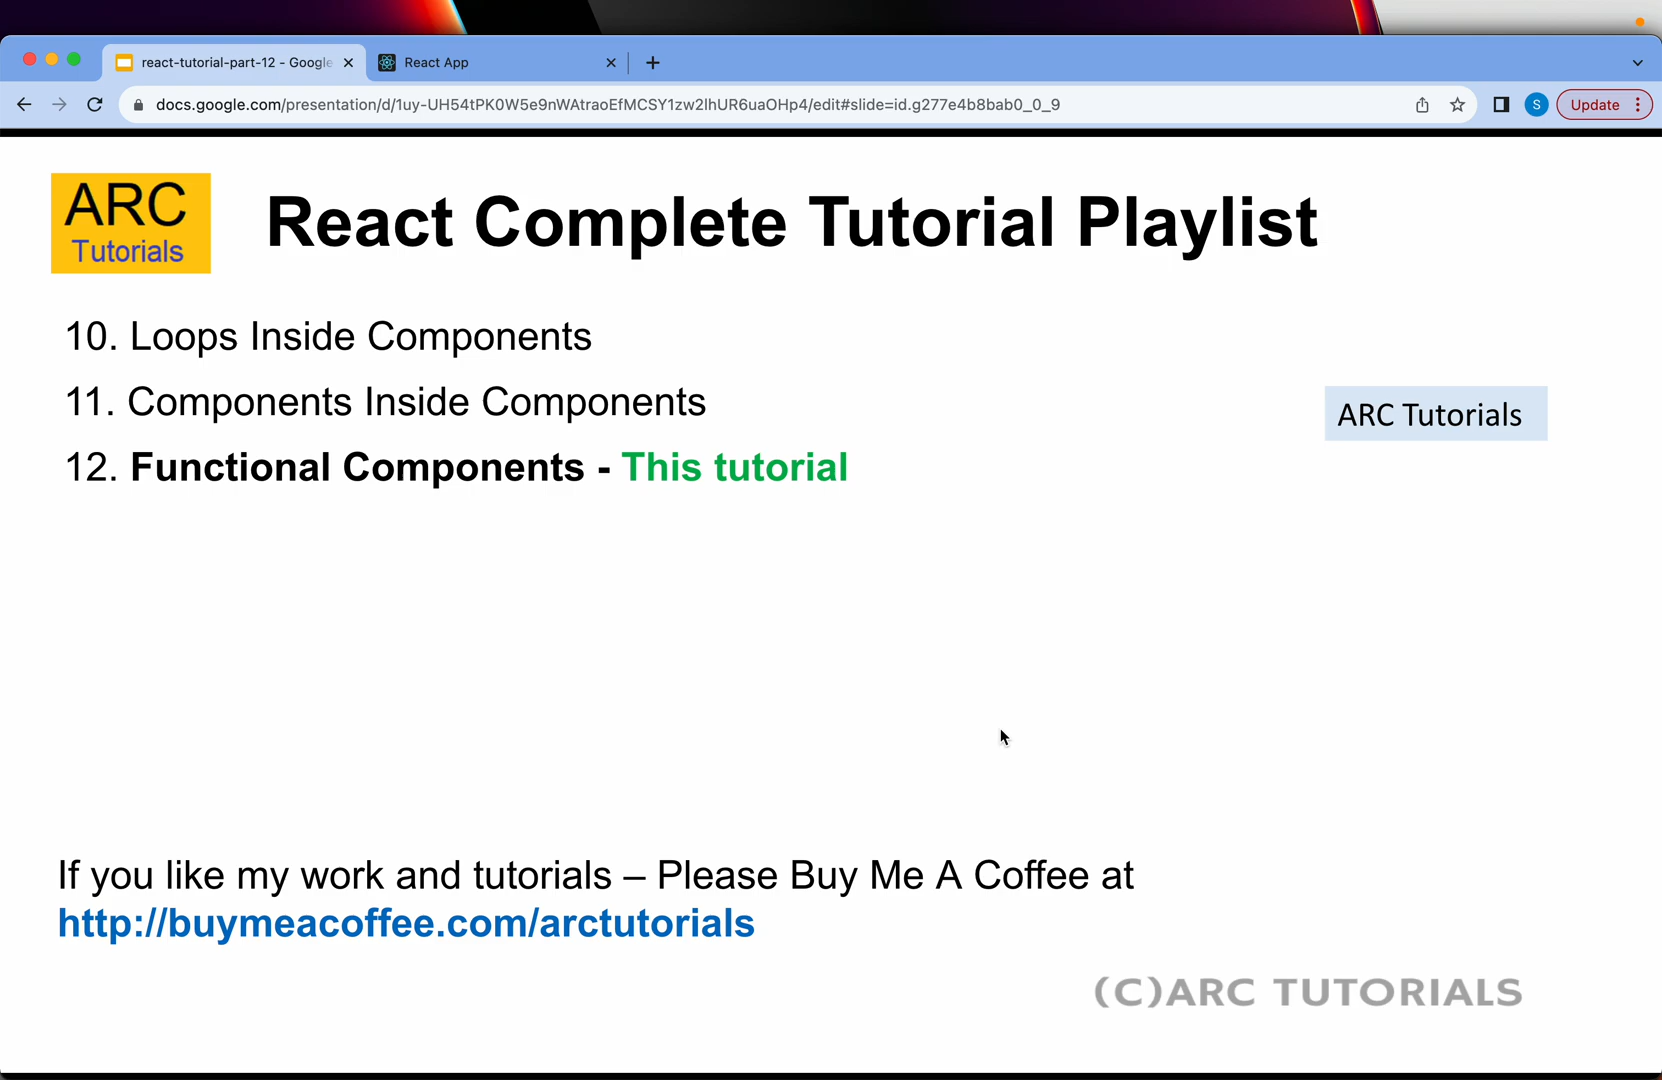 react-tutorial-part-12 - Google
React App
docs.google.com/presentation/d/1uy-UH54tPK0W5e9nWAtraoEfMCSY1zw2lhUR6uaOHp4/edit#slide=id.g277e4b8bab0_0_9
S
Update
ARC
Tutorials
React Complete Tutorial Playlist
10. Loops Inside Components
11. Components Inside Components
ARC Tutorials
12. Functional Components - This tutorial
If you like my work and tutorials – Please Buy Me A Coffee at
http://buymeacoffee.com/arctutorials
(C)ARC TUTORIALS